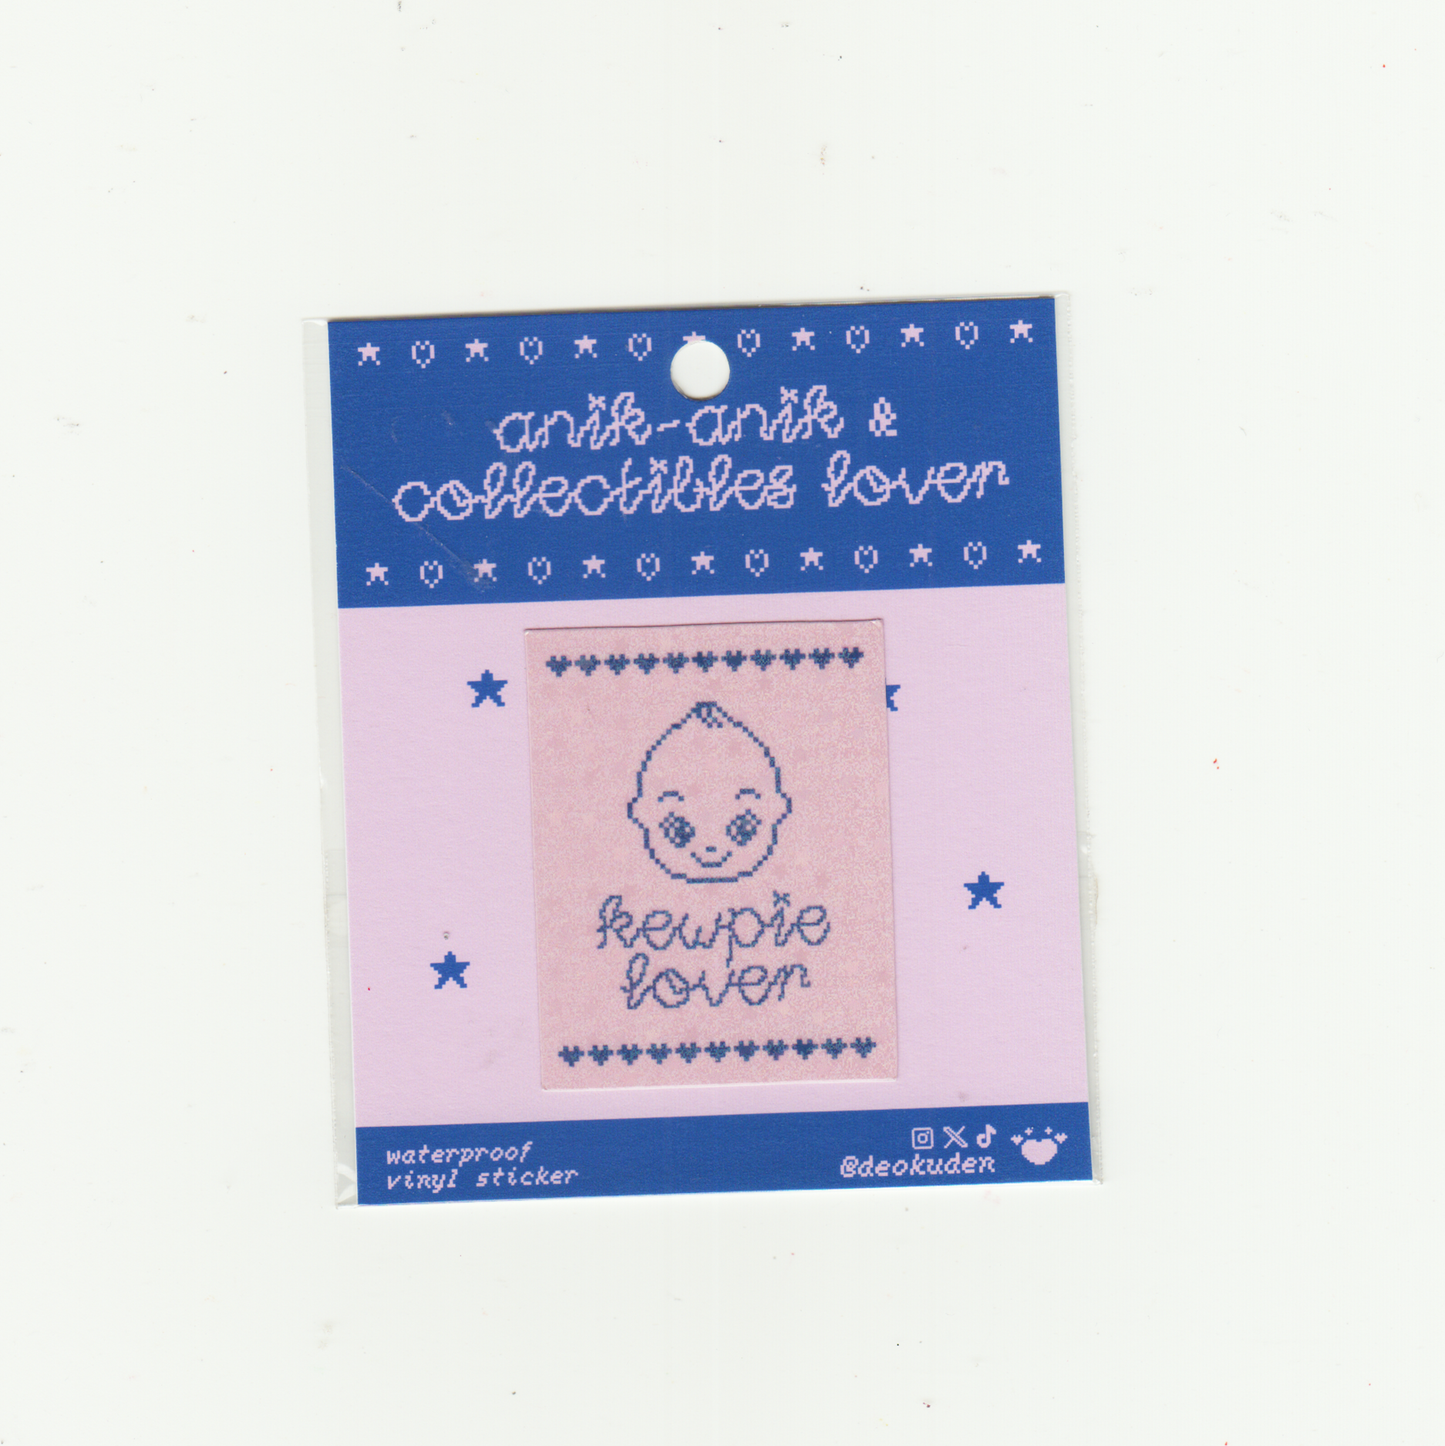 anik-anik &
collectibles lover
kewpie
lover
waterproof
vinyl sticker
@deokuden